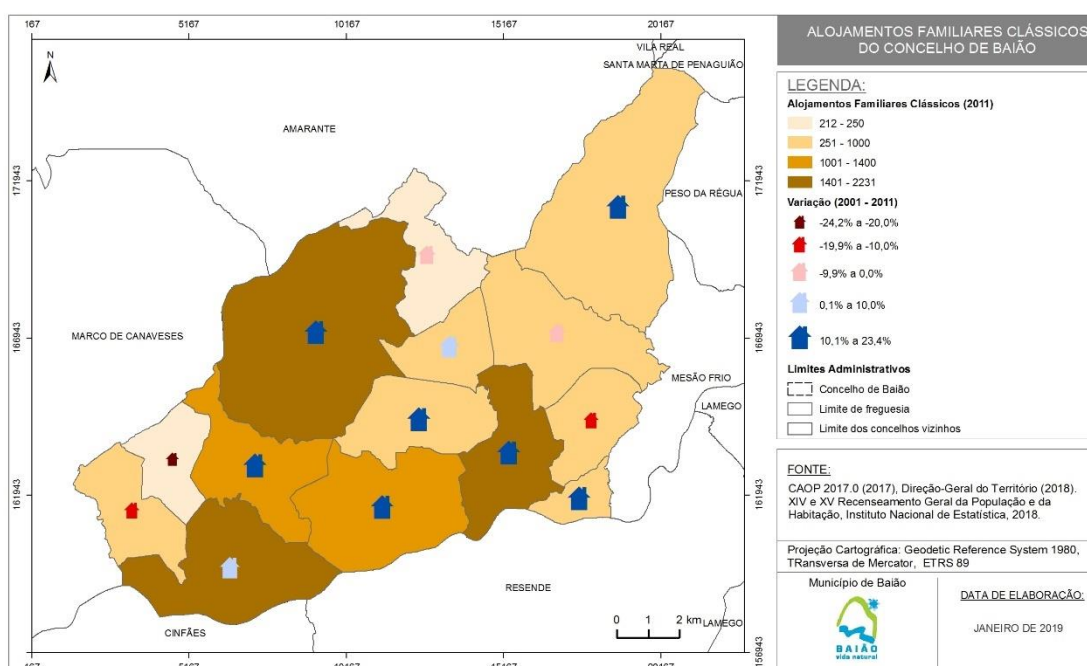 167
5167
10167
15167
20167
N
VILA REAL
SANTA MARTA DE PENAGUIÃO
AMARANTE
171943
171943
PESO DA RÉGUA
MARCO DE CANAVESES
166943
166943
MESÃO FRIO
LAMEGO
161943
161943
RESENDE
0 1 2 km
LAMEGO
CINFÃES
156943
167
5167
10167
15167
20167
ALOJAMENTOS FAMILIARES CLÁSSICOS
DO CONCELHO DE BAIÃO
LEGENDA:
Alojamentos Familiares Clássicos (2011)
212 - 250
251 - 1000
1001 - 1400
1401 - 2231
Variação (2001 - 2011)
-24,2% a -20,0%
-19,9% a -10,0%
-9,9% a 0,0%
0,1% a 10,0%
10,1% a 23,4%
Limites Administrativos
Concelho de Baião
Limite de freguesia
Limite dos concelhos vizinhos
FONTE:
CAOP 2017.0 (2017), Direção-Geral do Território (2018).
XIV e XV Recenseamento Geral da População e da
Habitação, Instituto Nacional de Estatística, 2018.
Projeção Cartográfica: Geodetic Reference System 1980,
TRansversa de Mercator, ETRS 89
Município de Baião
BAIÃO
vida natural
DATA DE ELABORAÇÃO:
JANEIRO DE 2019